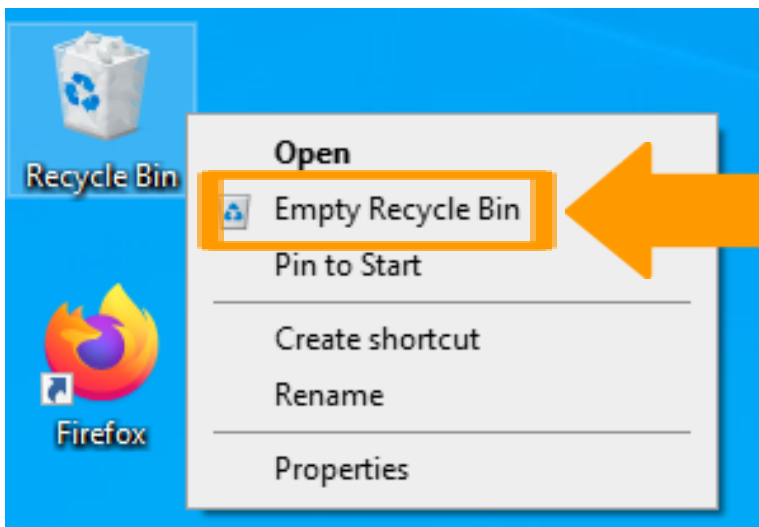 Recycle Bin
Open
Empty Recycle Bin
Pin to Start
Create shortcut
Rename
Properties
Firefox